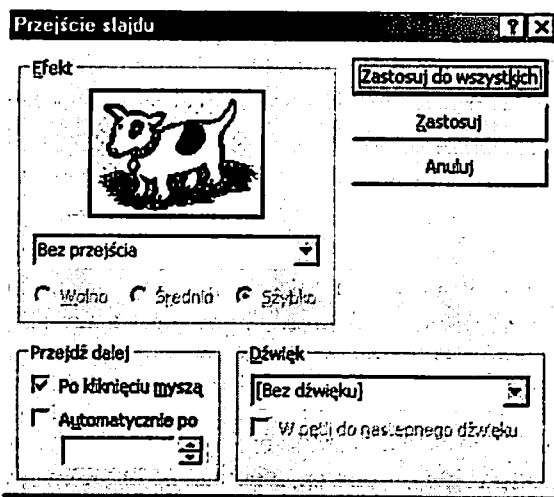 Przejście slajdu
Efekt
Zastosuj do wszystkich
Zastosuj
Anuluj
Bez przejścia
Wolno Średnio Szybko
Przejdź dalej
Po kliknięciu myszą
Automatycznie po
Dźwięk
[Bez dźwięku]
W pętli do następnego dźwięku